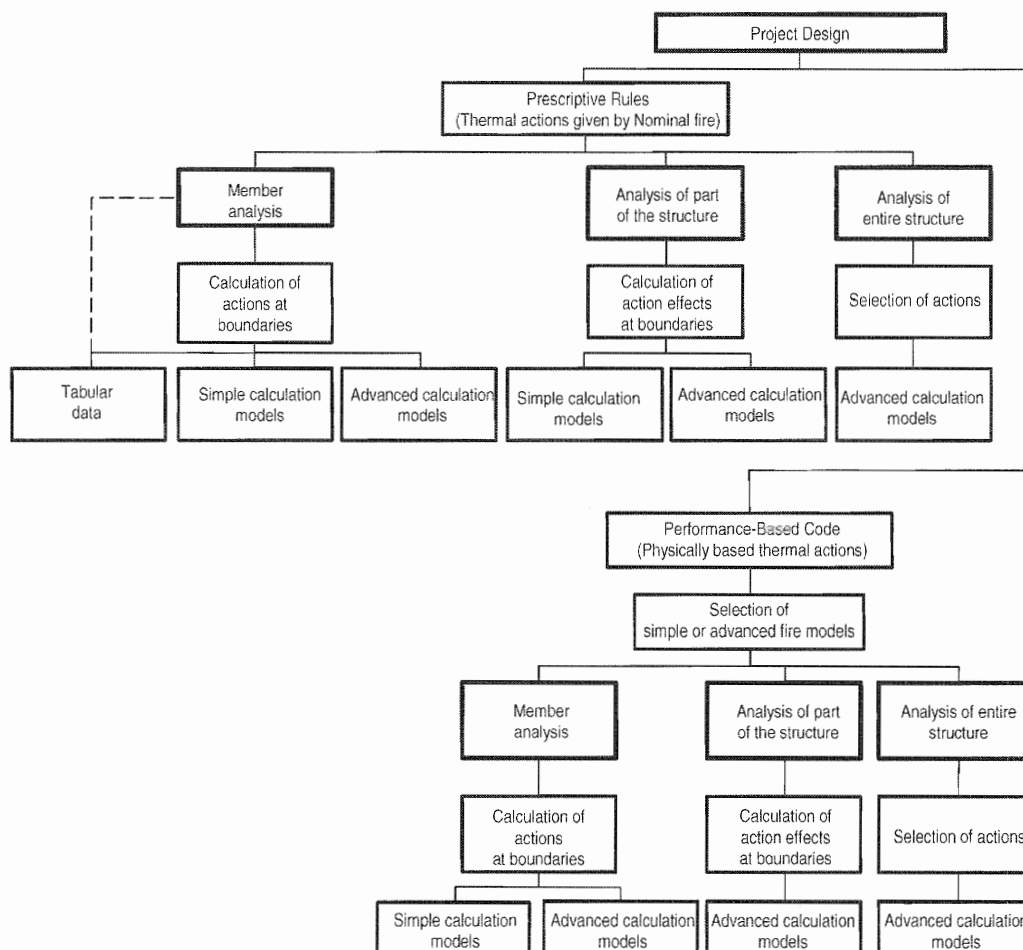 Project Design
Prescriptive Rules
(Thermal actions given by Nominal fire)
Member
analysis
Analysis of part
of the structure
Analysis of
entire structure
Calculation of
actions at
boundaries
Calculation of
action effects
at boundaries
Selection of actions
Tabular
data
Simple calculation
models
Advanced calculation
models
Simple calculation
models
Advanced calculation
models
Advanced calculation
models
Performance-Based Code
(Physically based thermal actions)
Selection of
simple or advanced fire models
Member
analysis
Analysis of part
of the structure
Analysis of entire
structure
Calculation of
actions
at boundaries
Calculation of
action effects
at boundaries
Selection of actions
Simple calculation
models
Advanced calculation
models
Advanced calculation
models
Advanced calculation
models